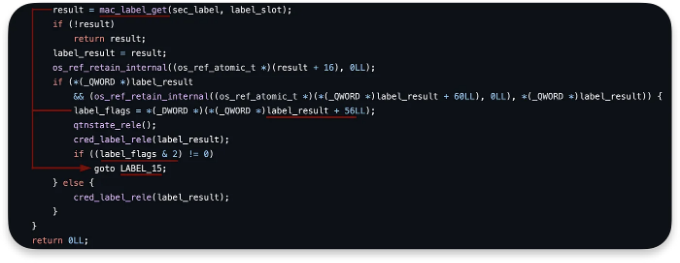 result = mac_label_get(sec_label, label_slot);
if (!result)
return result;
label_result = result;
os_ref_retain_internal((os_ref_atomic_t *)(result + 16), 0LL);
if (*(_QWORD *)label_result
&& (os_ref_retain_internal((os_ref_atomic_t *)(*(_QWORD *)label_result + 60LL), 0LL), *(_QWORD *)label_result)) {
label_flags = *(_DWORD *)(*(_QWORD *)label_result + 56LL);
qtnstate_rele();
cred_label_rele(label_result);
if ((label_flags & 2) != 0)
goto LABEL_15;
} else {
cred_label_rele(label_result);
}
}
return 0LL;